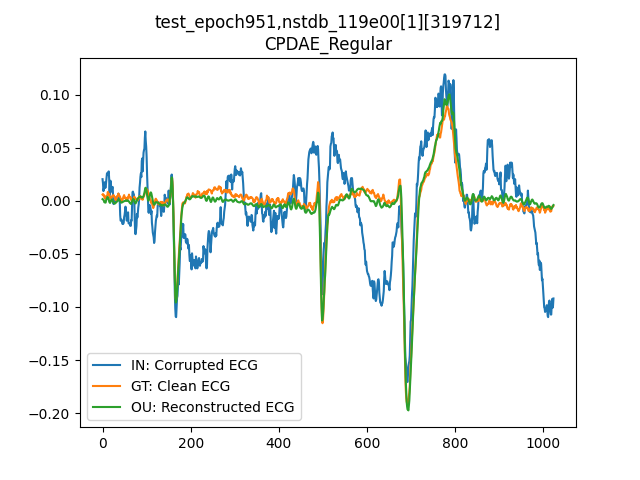 test_epoch951,nstdb_119e00[1][319712]
CPDAE_Regular
0.10
0.05
0.00
−0.05
−0.10
−0.15
−0.20
IN: Corrupted ECG
GT: Clean ECG
OU: Reconstructed ECG
0 200 400 600 800 1000